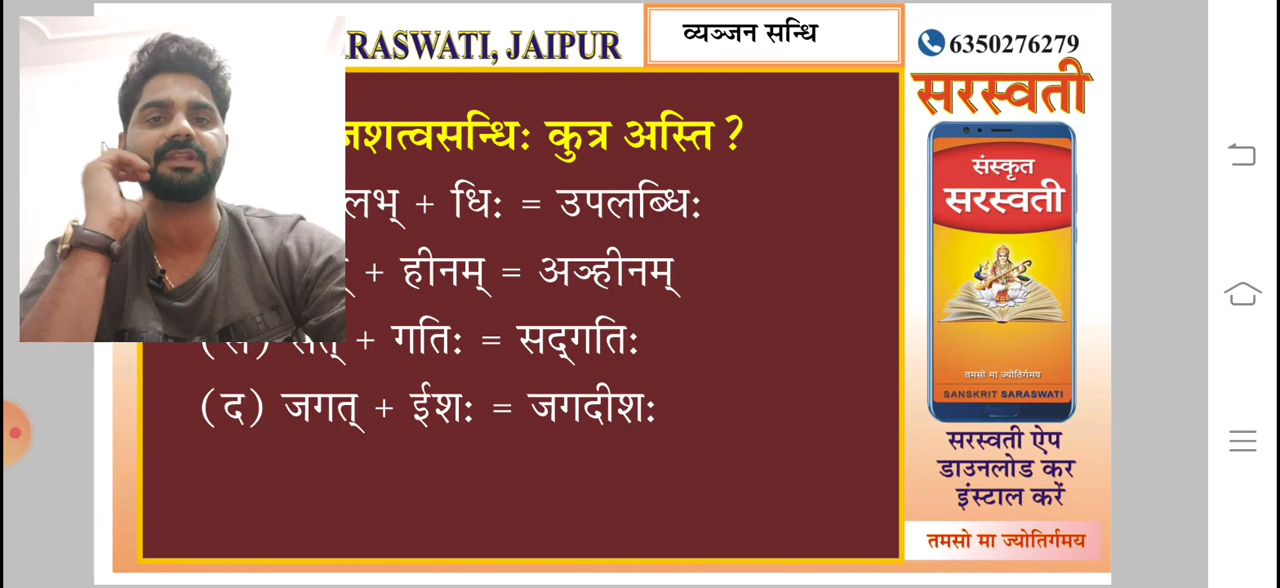 RASWATI, JAIPUR
व्यञ्जन सन्धि
6350276279
सरस्वती
जशत्वसन्धिः कुत्र अस्ति ?
लभ् + धिः = उपलब्धिः
+ हीनम् = अञ्हीनम्
(स) सत् + गतिः = सद्गतिः
(द) जगत् + ईशः = जगदीशः
संस्कृत
सरस्वती
तमसो मा ज्योतिर्गमय
SANSKRIT SARASWATI
सरस्वती ऐप
डाउनलोड कर
इंस्टाल करें
तमसो मा ज्योतिर्गमय